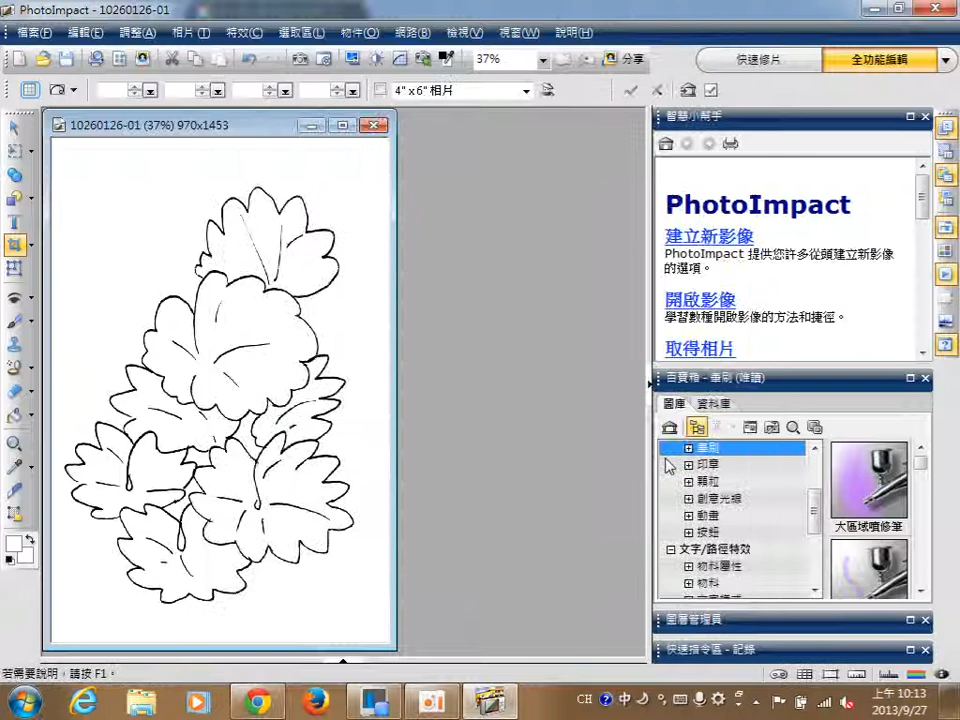 PhotoImpact - 10260126-01
檔案(F) 編輯(E) 調整(A) 相片(T) 特效(C) 選取區(L) 物件(O) 網路(B) 檢視(V) 視窗(W) 說明(H)
37% 分享 快速修片 全功能編輯
4"x6"相片
10260126-01 (37%) 970x1453
智慧小幫手
PhotoImpact
建立新影像
PhotoImpact 提供您許多從頭建立新影像
的選項。
開啟影像
學習數種開啟影像的方法和捷徑。
取得相片
百寶箱 - 筆刷 (唯讀)
圖庫 資料庫
筆刷
印章
顆粒
創意光線
動畫
按鈕
文字/路徑特效
物料屬性
物料
大區域噴修筆
圖層管理員
快速指令區 - 記錄
若需要說明，請按 F1。
CH 中
上午 10:13
2013/9/27